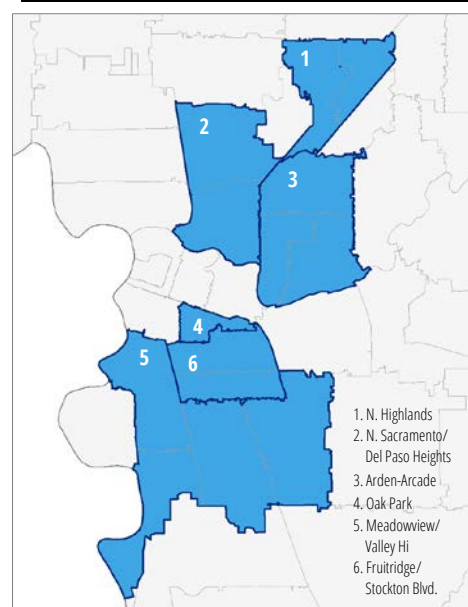 1
2
3
4
5
6
1. N. Highlands
2. N. Sacramento/
Del Paso Heights
3. Arden-Arcade
4. Oak Park
5. Meadowview/
Valley Hi
6. Fruitridge/
Stockton Blvd.